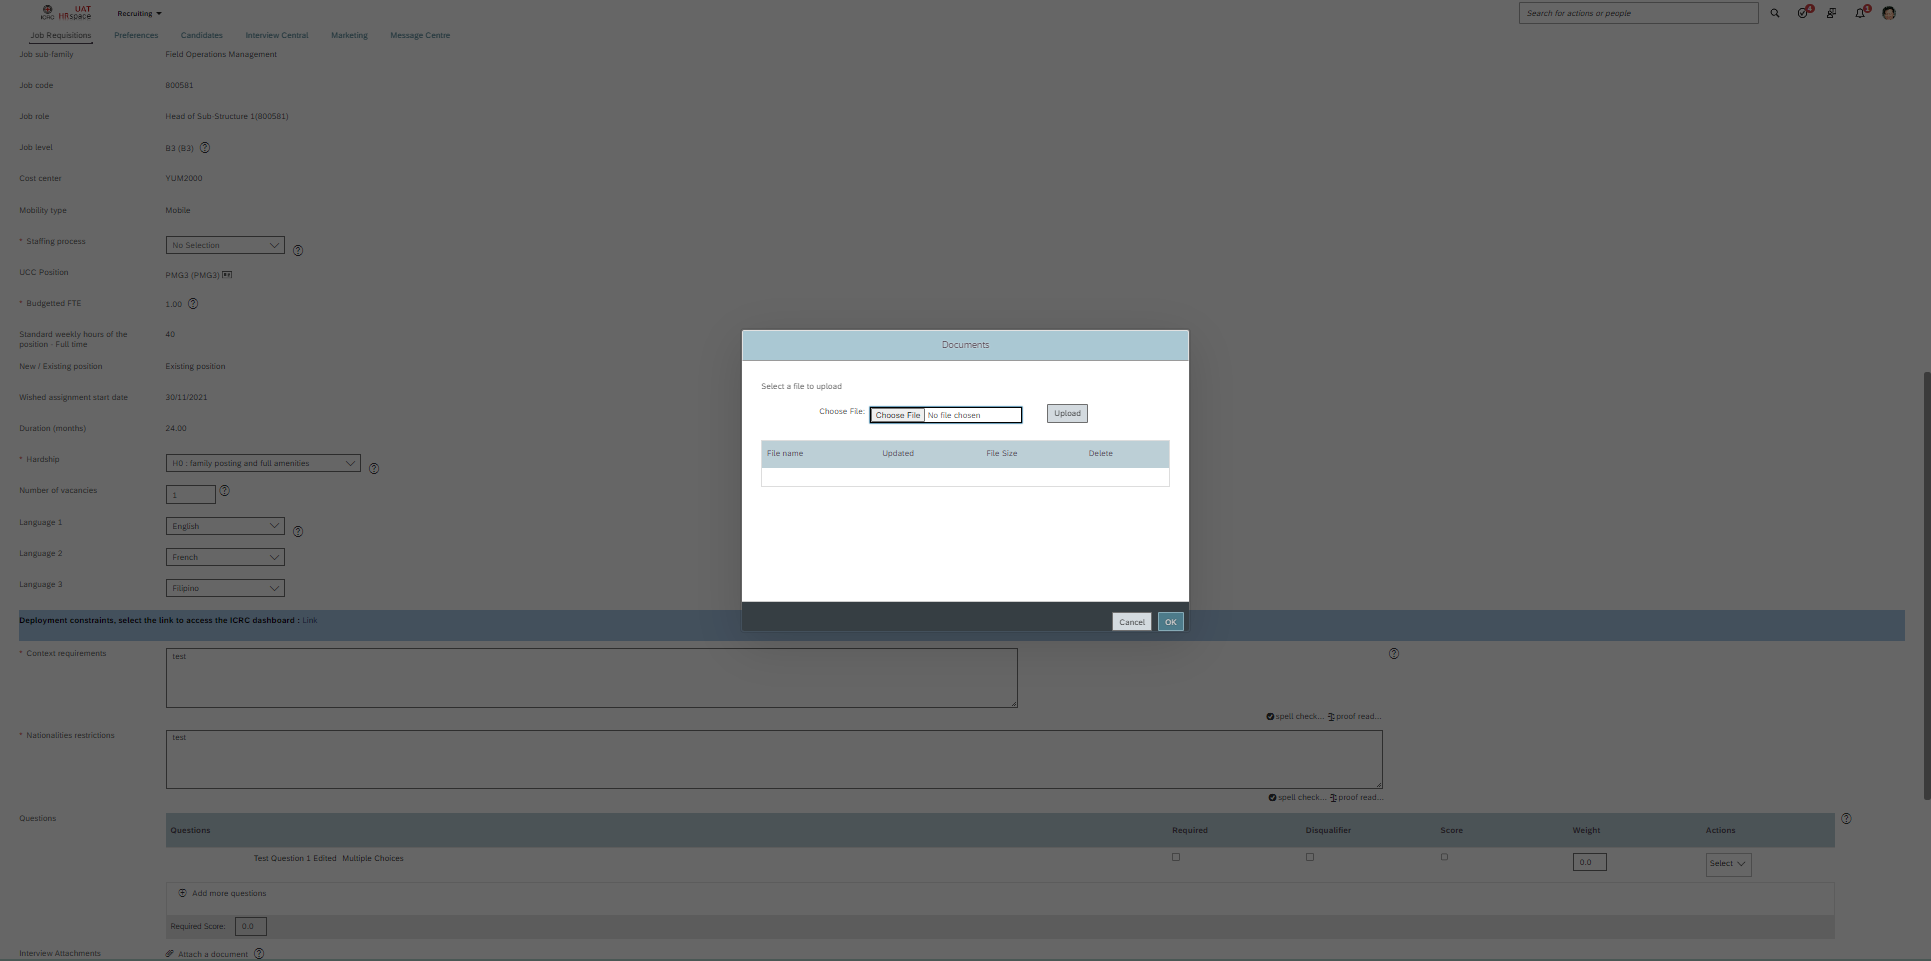 ICRC UAT HRspace Recruiting Search for actions or people 4 1
Job Requisitions Preferences Candidates Interview Central Marketing Message Centre
Job sub-family Field Operations Management
Job code 800581
Job role Head of Sub-Structure 1(800581)
Job level B3 (B3) ?
Cost center YUM2000
Mobility type Mobile
* Staffing process No Selection ?
UCC Position PMG3 (PMG3)
* Budgetted FTE 1.00 ?
Standard weekly hours of the
position - Full time 40
New / Existing position Existing position
Wished assignment start date 30/11/2021
Duration (months) 24.00
* Hardship H0 : family posting and full amenities ?
Number of vacancies 1 ?
Language 1 English ?
Language 2 French
Language 3 Filipino
Deployment constraints, select the link to access the ICRC dashboard : Link
* Context requirements test ?
spell check... proof read...
* Nationalities restrictions test
spell check... proof read...
Questions ?
Questions Required Disqualifier Score Weight Actions
Test Question 1 Edited Multiple Choices 0.0 Select
Add more questions
Required Score: 0.0
Interview Attachments Attach a document ?
Documents
Select a file to upload
Choose File: Choose File No file chosen Upload
File name Updated File Size Delete
Cancel OK